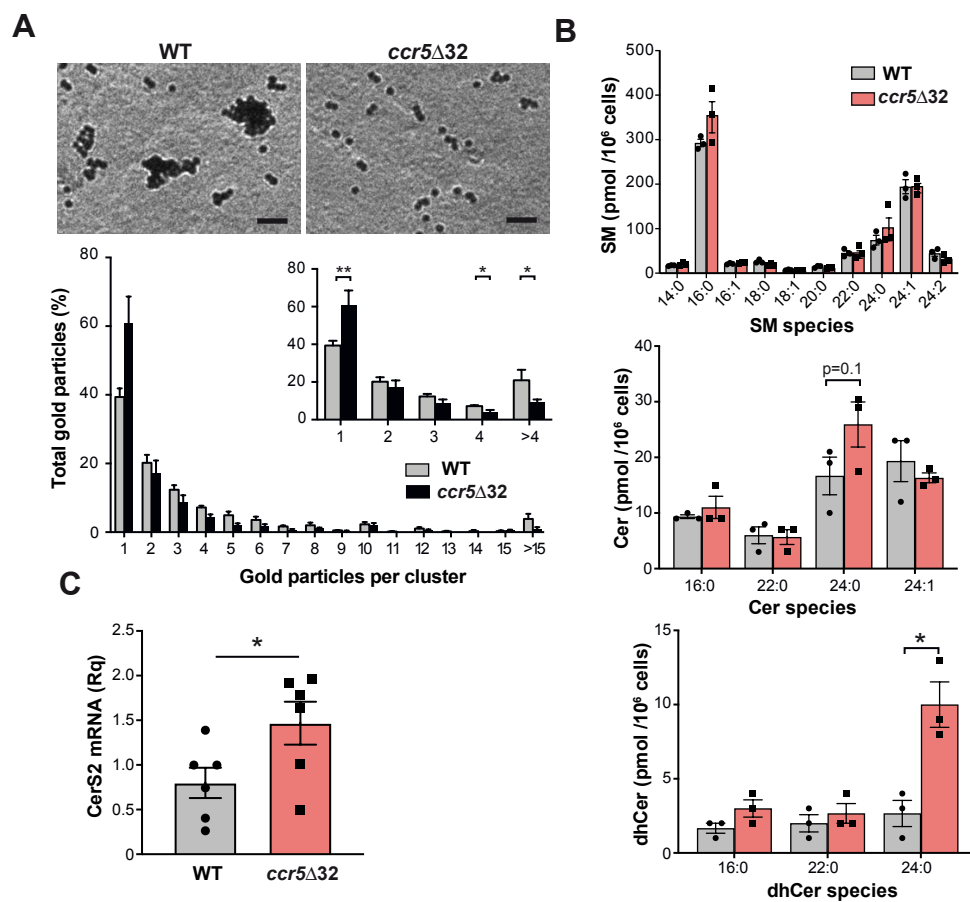 A
WT
ccr5Δ32
Total gold particles (%)
80
60
40
20
0
1 2 3 4 5 6 7 8 9 10 11 12 13 14 15 >15
Gold particles per cluster
80
60
40
20
0
** * *
1 2 3 4 >4
WT
ccr5Δ32
B
SM (pmol /10⁶ cells)
500
400
300
200
100
0
WT
ccr5Δ32
14:0 16:0 16:1 18:0 18:1 20:0 22:0 24:0 24:1 24:2
SM species
Cer (pmol /10⁶ cells)
40
30
20
10
0
p=0.1
16:0 22:0 24:0 24:1
Cer species
dhCer (pmol /10⁶ cells)
15
10
5
0
*
16:0 22:0 24:0
dhCer species
C
CerS2 mRNA (Rq)
2.5
2.0
1.5
1.0
0.5
0.0
*
WT ccr5Δ32